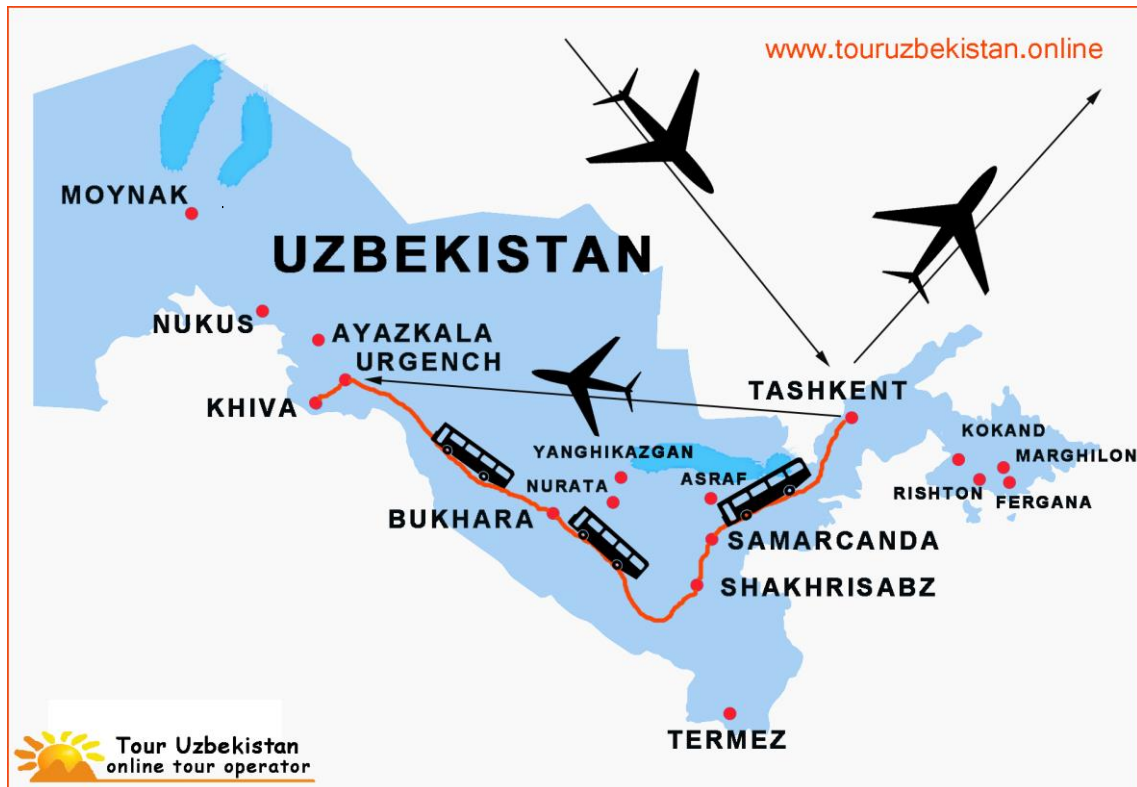 www.touruzbekistan.online
MOYNAK
UZBEKISTAN
NUKUS
AYAZKALA
URGENCH
KHIVA
TASHKENT
KOKAND
MARGHILON
YANGHIKAZGAN
NURATA
ASRAF
RISHTON
FERGANA
BUKHARA
SAMARCANDA
SHAKHRISABZ
TERMEZ
Tour Uzbekistan
online tour operator